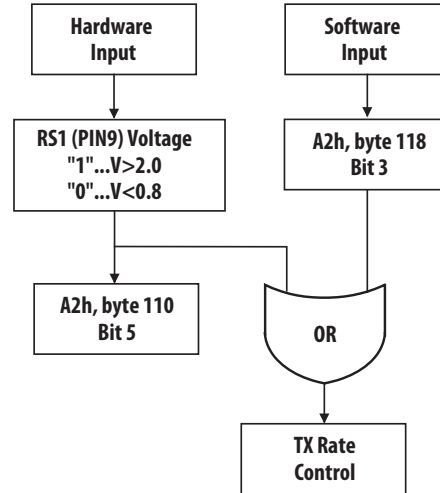 Hardware
Input
Software
Input
RS1 (PIN9) Voltage
"1"...V>2.0
"0"...V<0.8
A2h, byte 118
Bit 3
A2h, byte 110
Bit 5
OR
TX Rate
Control